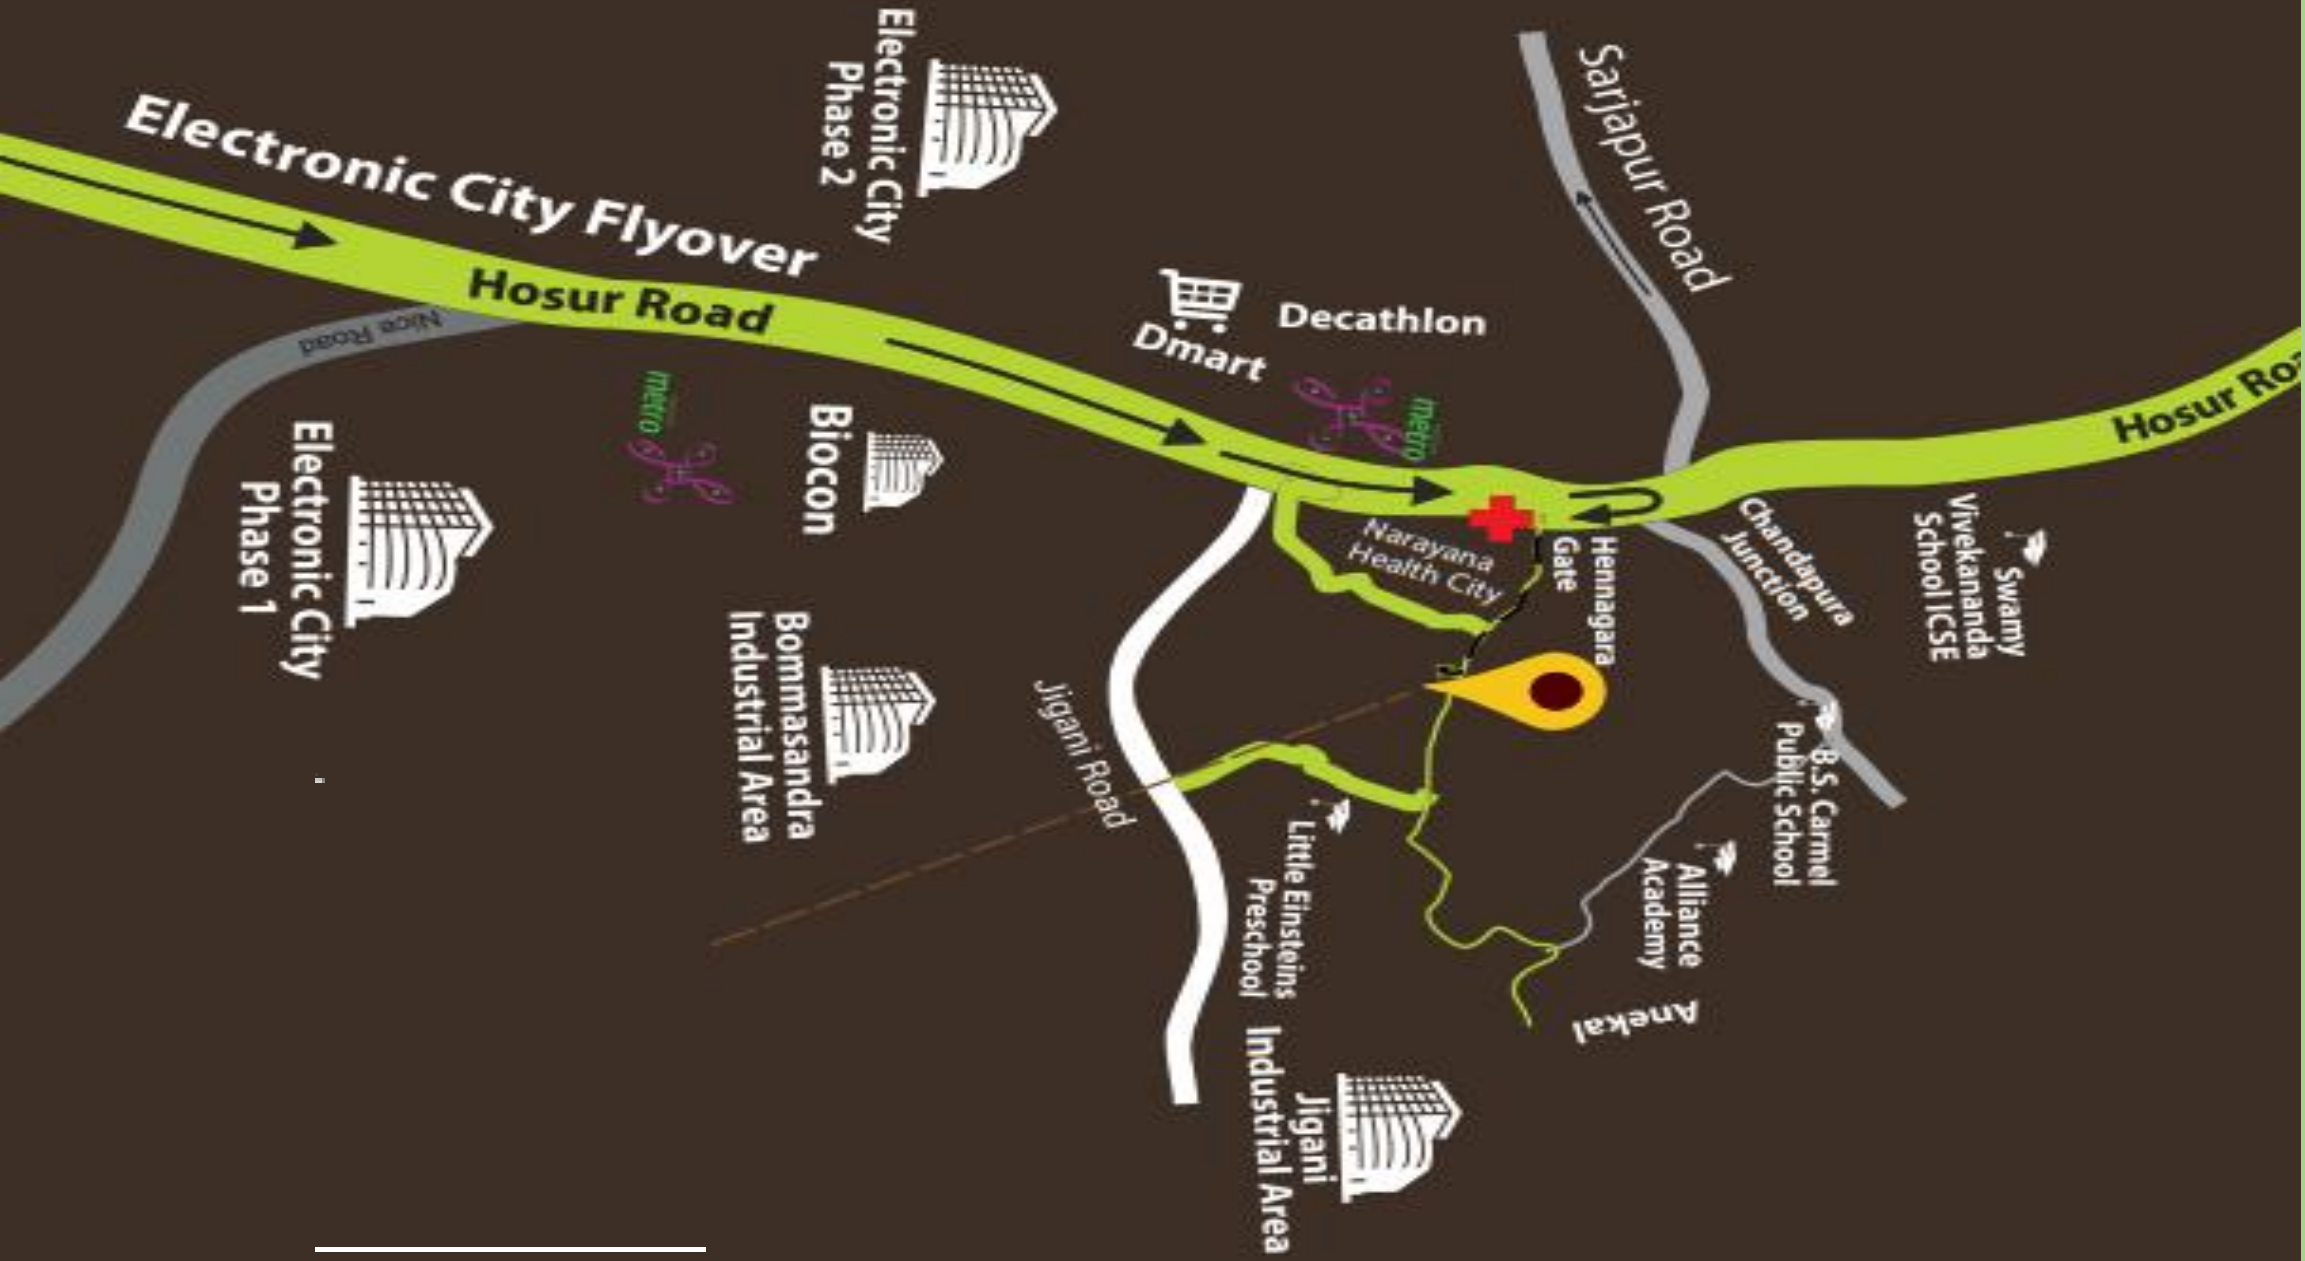 Electronic City
Phase 2
Sarjapur Road
Electronic City Flyover
Hosur Road
Nice Road
Dmart
Decathlon
metro
metro
Hosur Roa
Biocon
Electronic City
Phase 1
Narayana
Health City
Hennagara
Gate
Chandapura
Junction
Swamy
Vivekananda
School ICSE
Bommasandra
Industrial Area
Jigani Road
B.S. Carmel
Public School
Little Einsteins
Preschool
Alliance
Academy
Anekal
Jigani
Industrial Area